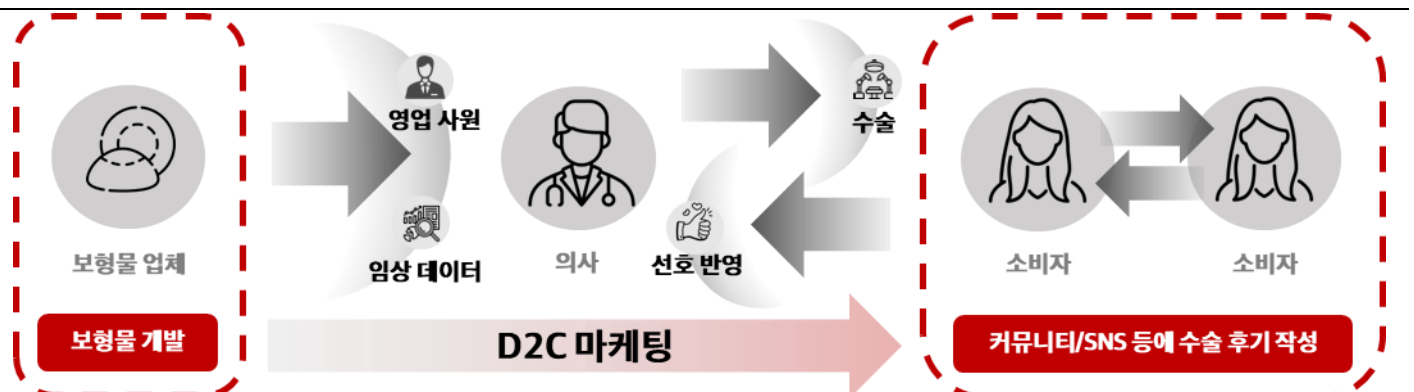 영업 사원
수술
임상 데이터
선호 반영
보형물 업체
의사
소비자
소비자
보형물 개발
D2C 마케팅
커뮤니티/SNS 등에 수술 후기 작성